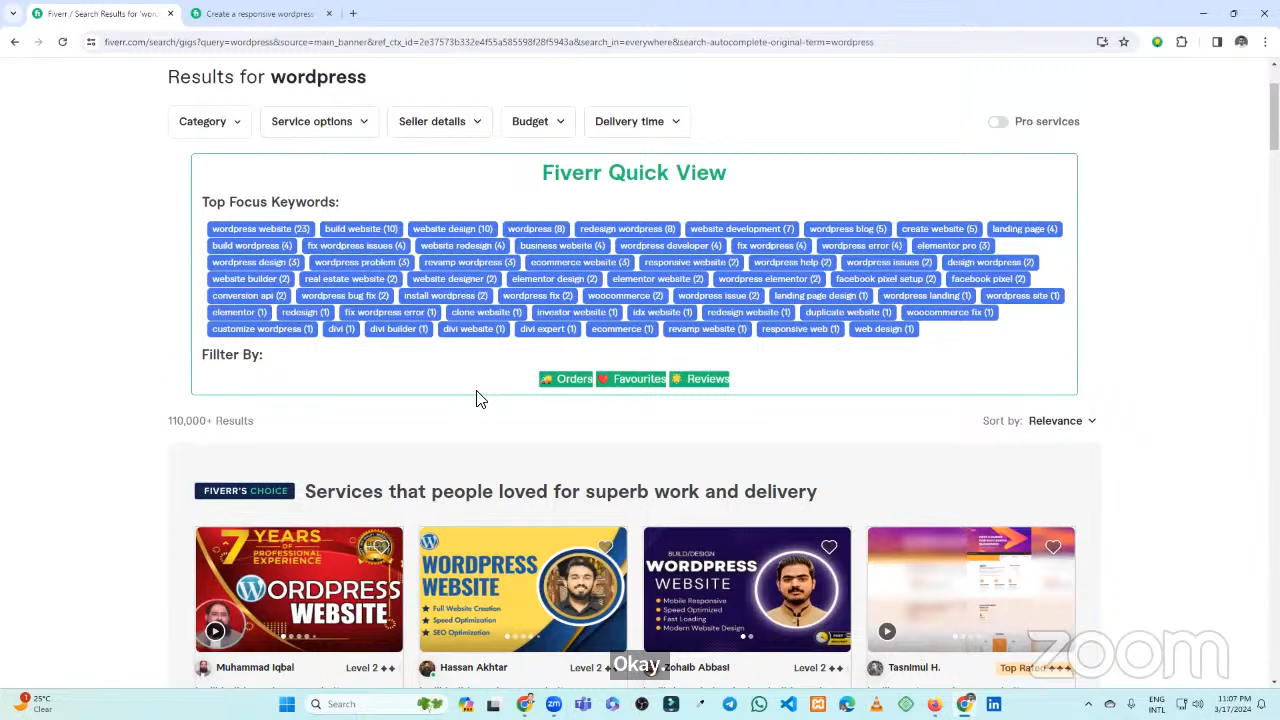 Fiverr / Search Results for 'wor
Create a responsive wordpress
fiverr.com/search/gigs?query=wordpress&source=main_banner&ref_ctx_id=2e37573b332e4f55a585598f28f5943a&search_in=everywhere&search-autocomplete-original-term=wordpress
Results for wordpress
Category
Service options
Seller details
Budget
Delivery time
Pro services
Fiverr Quick View
Top Focus Keywords:
wordpress website (23) build website (10) website design (10) wordpress (8) redesign wordpress (8) website development (7) wordpress blog (5) create website (5) landing page (4)
build wordpress (4) fix wordpress issues (4) website redesign (4) business website (4) wordpress developer (4) fix wordpress (4) wordpress error (4) elementor pro (3)
wordpress design (3) wordpress problem (3) revamp wordpress (3) ecommerce website (3) responsive website (2) wordpress help (2) wordpress issues (2) design wordpress (2)
website builder (2) real estate website (2) website designer (2) elementor design (2) elementor website (2) wordpress elementor (2) facebook pixel setup (2) facebook pixel (2)
conversion api (2) wordpress bug fix (2) install wordpress (2) wordpress fix (2) woocommerce (2) wordpress issue (2) landing page design (1) wordpress landing (1) wordpress site (1)
elementor (1) redesign (1) fix wordpress error (1) clone website (1) investor website (1) idx website (1) redesign website (1) duplicate website (1) woocommerce fix (1)
customize wordpress (1) divi (1) divi builder (1) divi website (1) divi expert (1) ecommerce (1) revamp website (1) responsive web (1) web design (1)
Fillter By:
Orders Favourites Reviews
110,000+ Results
Sort by: Relevance
FIVERR'S CHOICE Services that people loved for superb work and delivery
7 YEARS
OF
PROFESSIONAL
EXPERIENCE
WORDPRESS
WEBSITE
WORDPRESS
WEBSITE
Full Website Creation
Speed Optimization
SEO Optimization
BUILD/DESIGN
WORDPRESS
WEBSITE
Mobile Responsive
Speed Optimized
Fast Loading
Modern Website Design
Muhammad Iqbal
Level 2
Hassan Akhtar
Level 2
Zohaib Abbasi
Level 2
Tasnimul H.
Top Rated
Okay.
zoom
25°C
Clear
Search
ENG
INTL
11:07 PM
3/17/2024